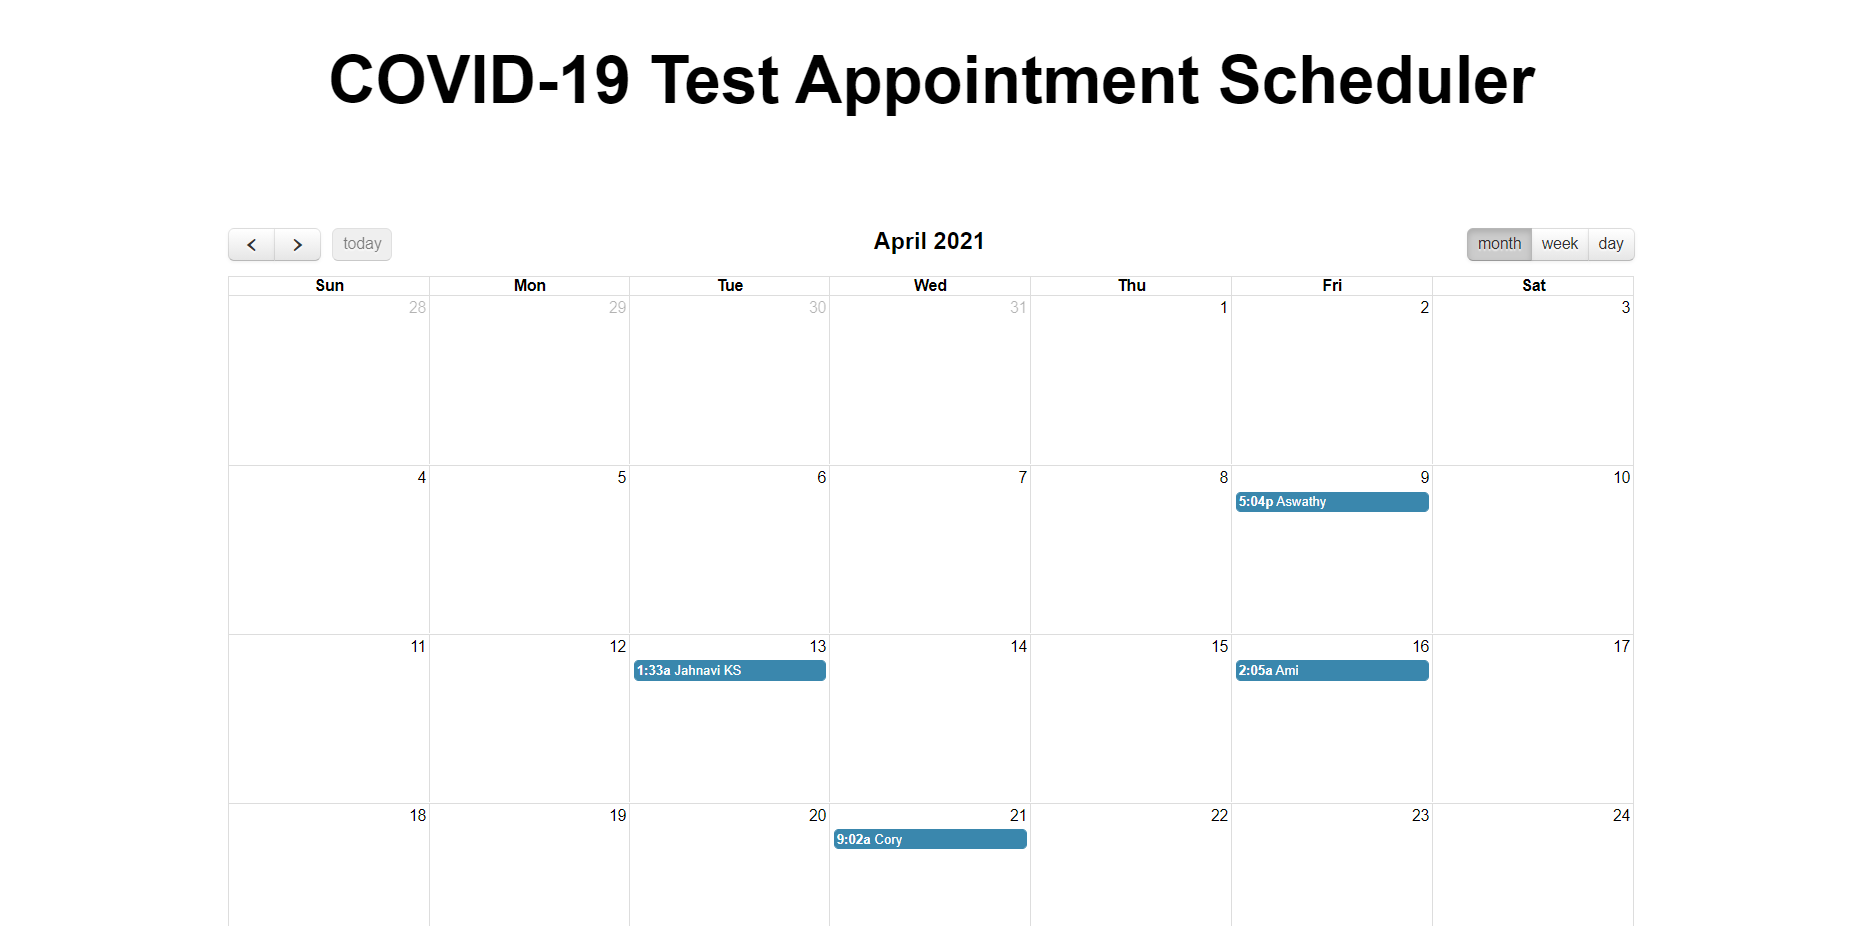 COVID-19 Test Appointment Scheduler
today April 2021 month week day
Sun Mon Tue Wed Thu Fri Sat
28 29 30 31 1 2 3
4 5 6 7 8 9 10
5:04p Aswathy
11 12 13 14 15 16 17
1:33a Jahnavi KS 2:05a Ami
18 19 20 21 22 23 24
9:02a Cory